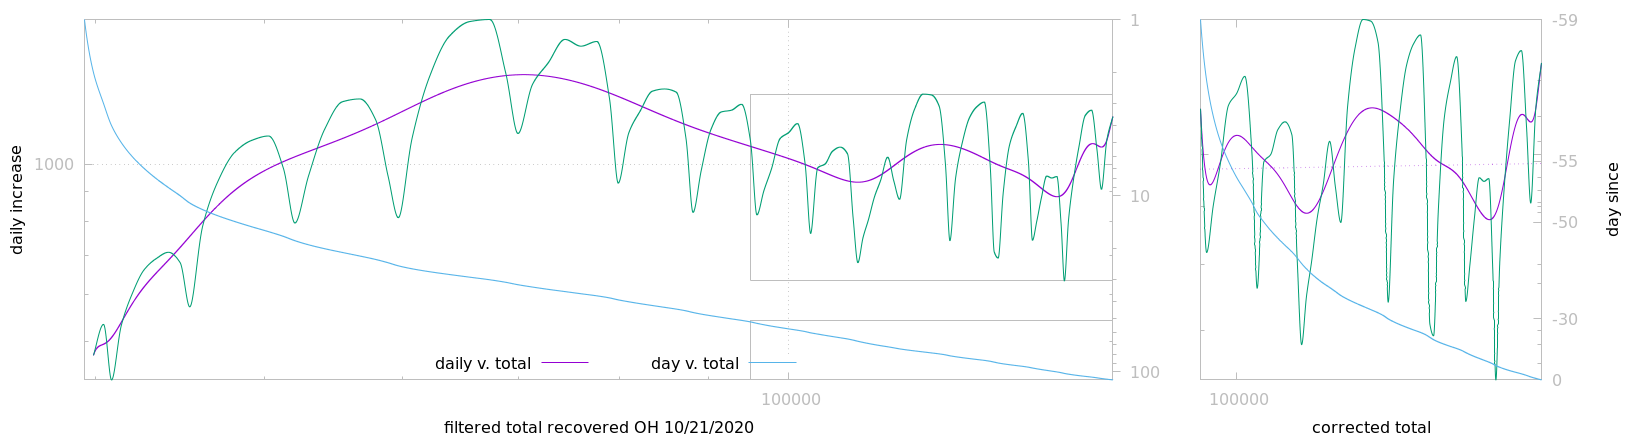 daily increase
1000
daily v. total
day v. total
100000
1
10
100
filtered total recovered OH 10/21/2020
-59
-55
-50
-30
0
day since
100000
corrected total